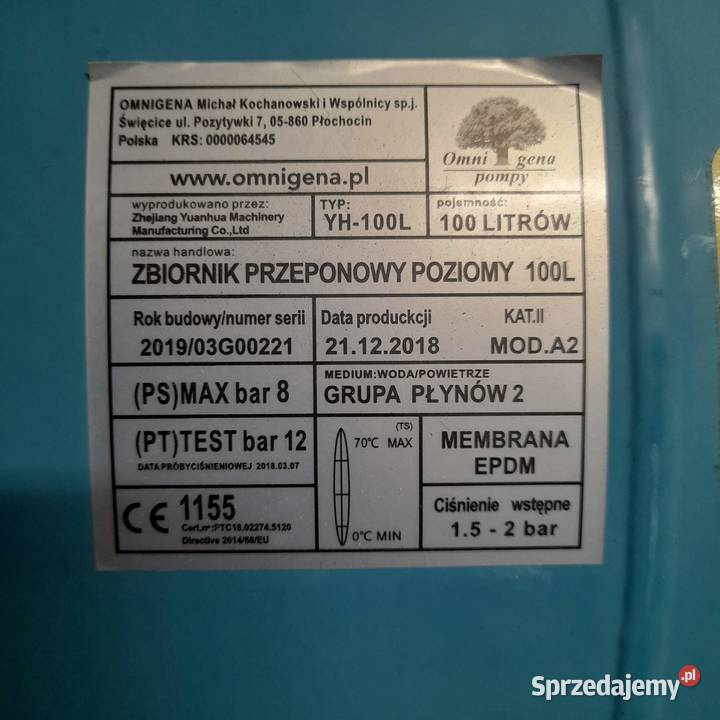 OMNIGENA Michał Kochanowski i Wspólnicy sp.j.
Święcice ul. Pozytywki 7, 05-860 Płochocin
Polska KRS: 0000064545
Omni gena
pompy
www.omnigena.pl
wyprodukowano przez:
Zhejiang Yuanhua Machinery
Manufacturing Co.,Ltd
TYP:
YH-100L
pojemność:
100 LITRÓW
nazwa handlowa:
ZBIORNIK PRZEPONOWY POZIOMY 100L
Rok budowy/numer serii
2019/03G00221
Data produckcji
21.12.2018
KAT.II
MOD.A2
(PS)MAX bar 8
MEDIUM:WODA/POWIETRZE
GRUPA PŁYNÓW 2
(PT)TEST bar 12
DATA PRÓBYCIŚNIENIOWEJ 2018.03.07
(TS)
70°C MAX
0°C MIN
MEMBRANA
EPDM
CE 1155
Cert.nr:PTC18.02274.5120
Directive 2014/68/EU
Ciśnienie wstępne
1.5 - 2 bar
Sprzedajemy.pl